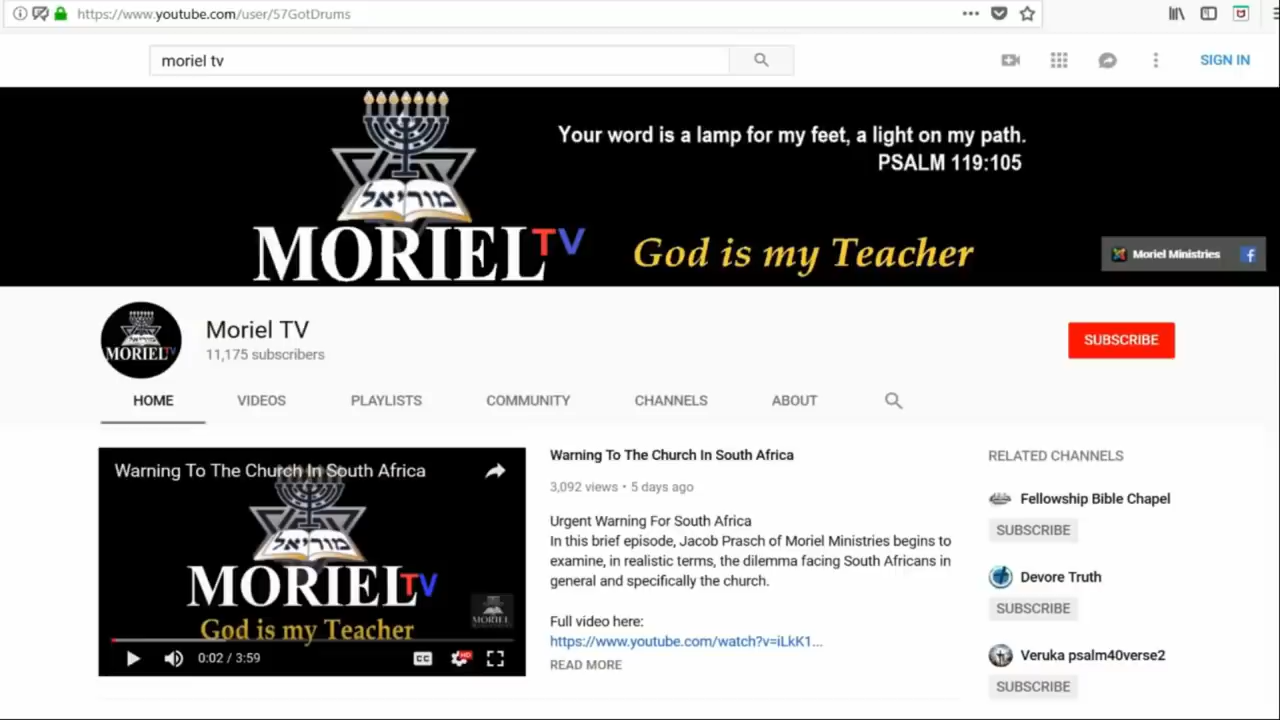 https://www.youtube.com/user/57GotDrums
moriel tv
SIGN IN
Your word is a lamp for my feet, a light on my path.
PSALM 119:105
מוריאל
MORIEL TV
God is my Teacher
Moriel Ministries
MORIEL TV
Moriel TV
11,175 subscribers
SUBSCRIBE
HOME
VIDEOS
PLAYLISTS
COMMUNITY
CHANNELS
ABOUT
Warning To The Church In South Africa
מוריאל
MORIEL TV
God is my Teacher
MORIEL
0:02 / 3:59
CC
HD
Warning To The Church In South Africa
3,092 views • 5 days ago
Urgent Warning For South Africa
In this brief episode, Jacob Prasch of Moriel Ministries begins to
examine, in realistic terms, the dilemma facing South Africans in
general and specifically the church.
Full video here:
https://www.youtube.com/watch?v=iLkK1...
READ MORE
RELATED CHANNELS
Fellowship Bible Chapel
SUBSCRIBE
Devore Truth
SUBSCRIBE
Veruka psalm40verse2
SUBSCRIBE